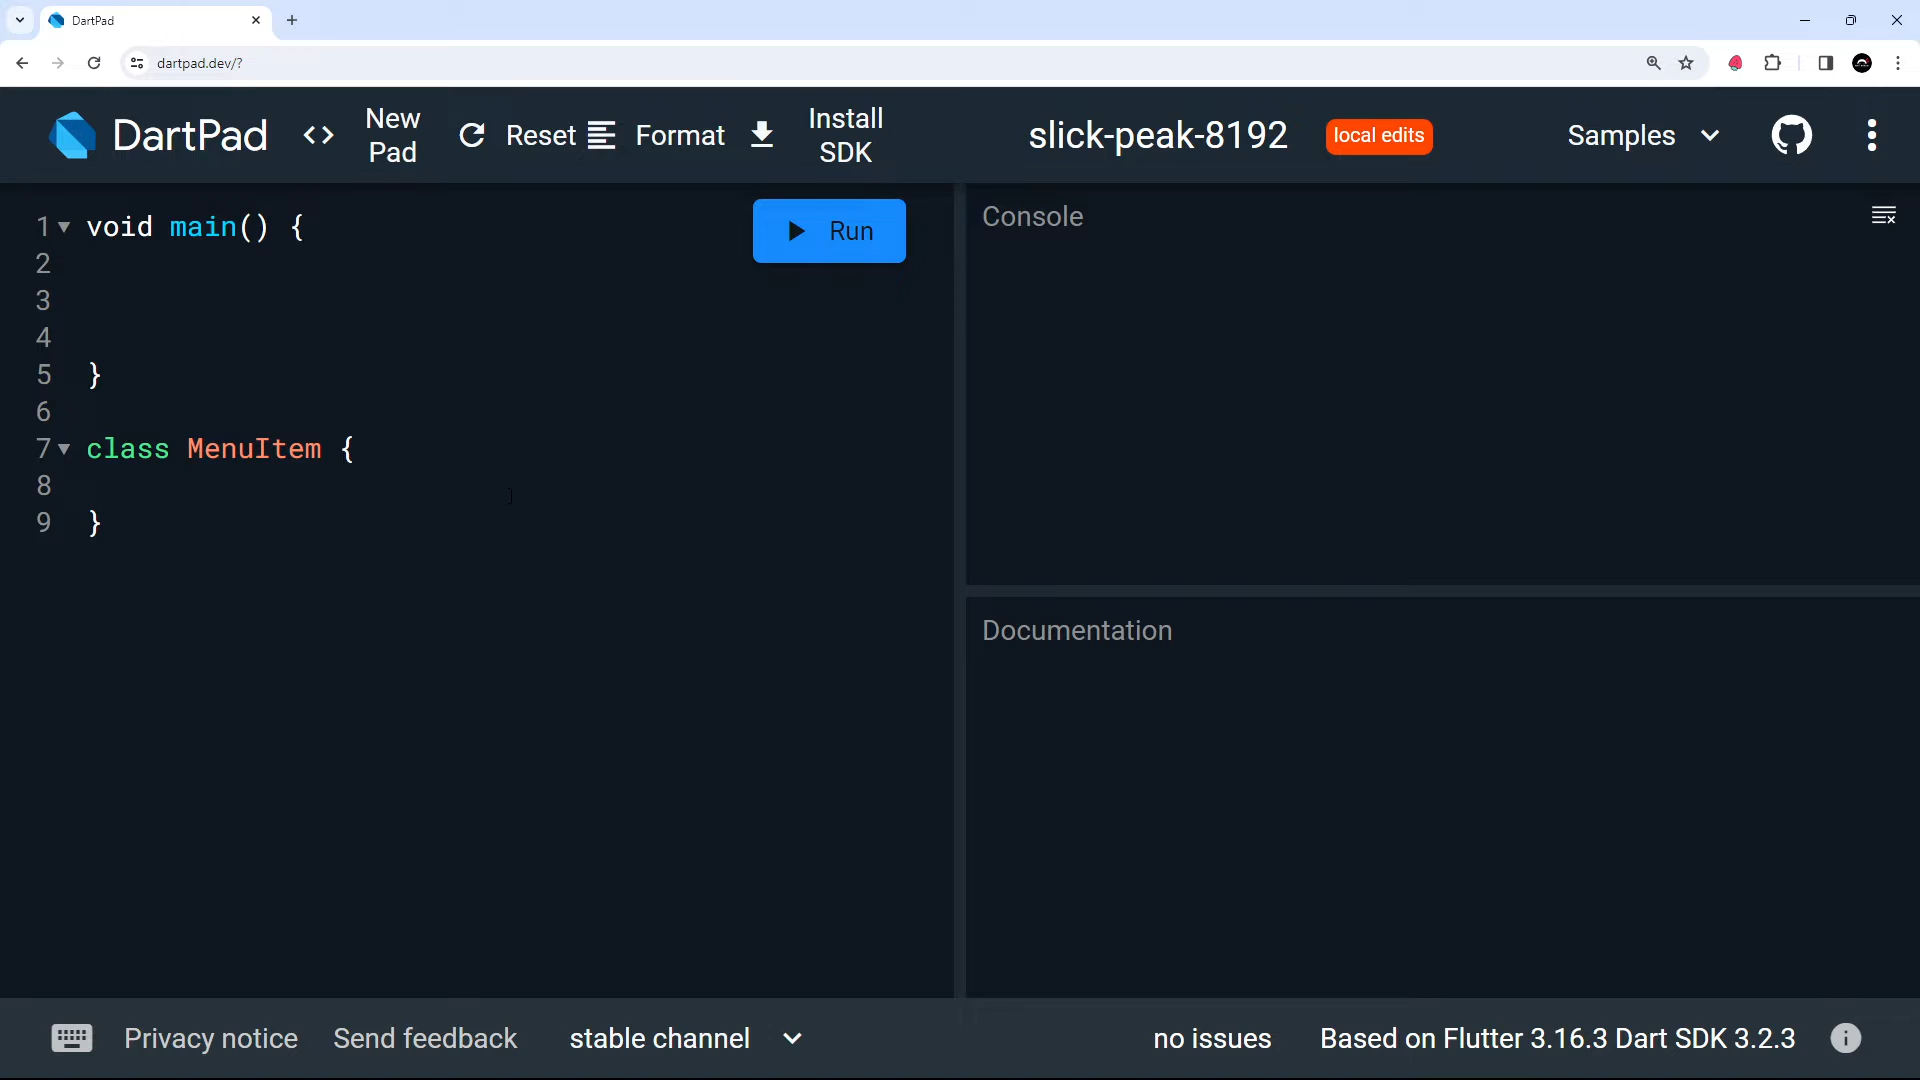 DartPad
dartpad.dev/?
DartPad
New
Pad
Reset
Format
Install
SDK
slick-peak-8192
local edits
Samples
1 void main() {
2
3
4
5 }
6
7 class MenuItem {
8
9 }
Run
Console
Documentation
Privacy notice
Send feedback
stable channel
no issues
Based on Flutter 3.16.3 Dart SDK 3.2.3